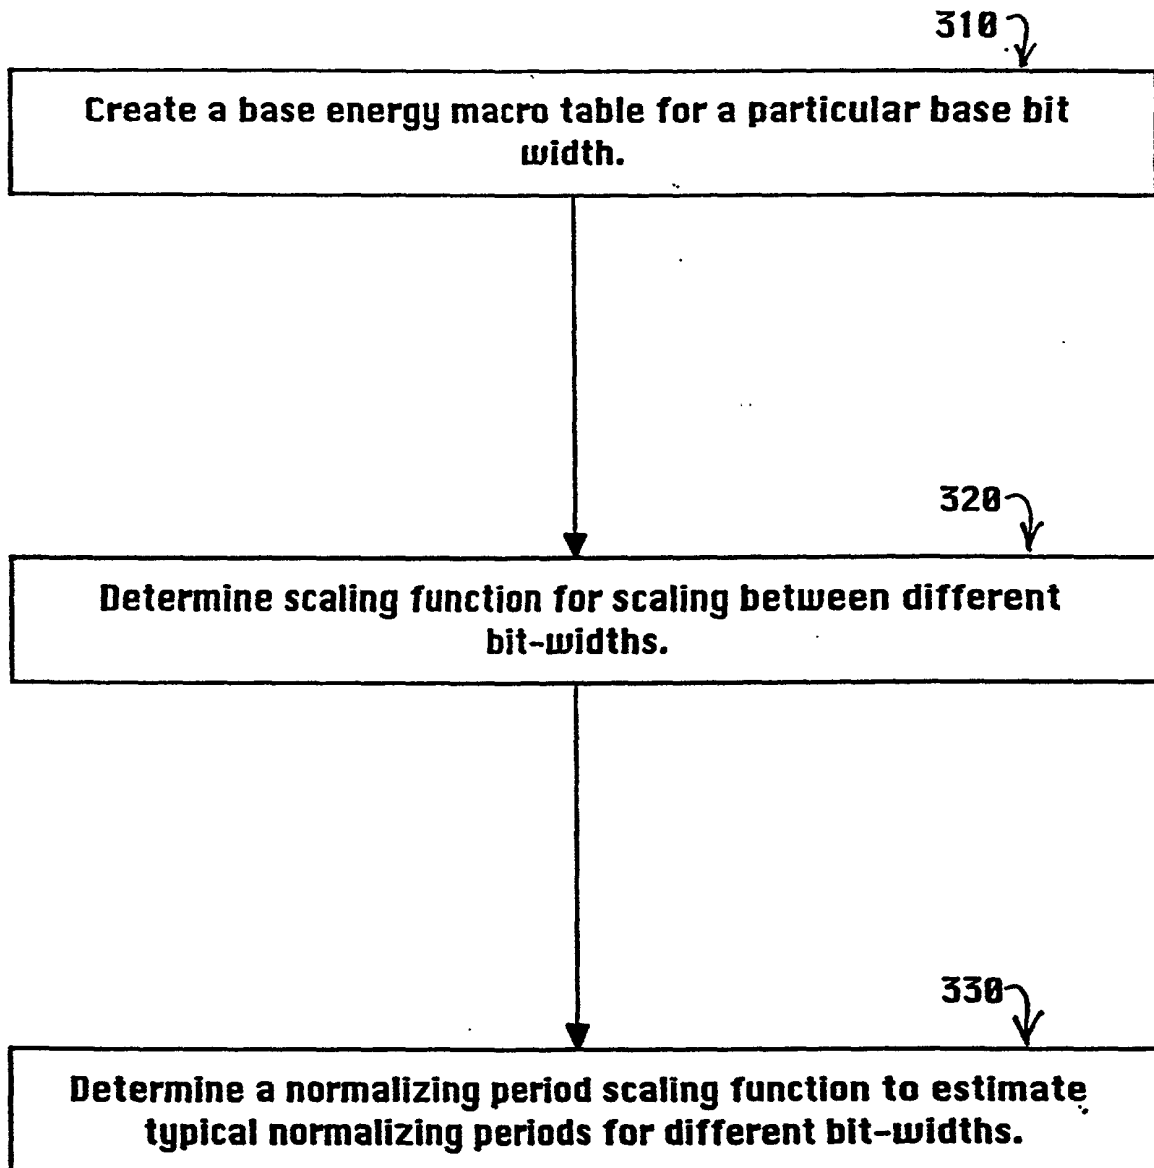 310
Create a base energy macro table for a particular base bit
width.
320
Determine scaling function for scaling between different
bit-widths.
330
Determine a normalizing period scaling function to estimate
typical normalizing periods for different bit-widths.